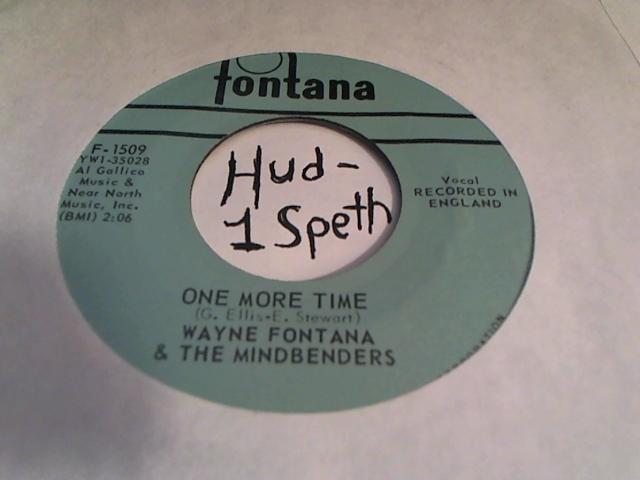 fontana
F-1509
YW1-35028
Al Gallico
Music &
Near North
Music, Inc.
(BMI) 2:06
Hud-
1 Speth
Vocal
RECORDED IN
ENGLAND
ONE MORE TIME
(G. Ellis-E. Stewart)
WAYNE FONTANA
& THE MINDBENDERS